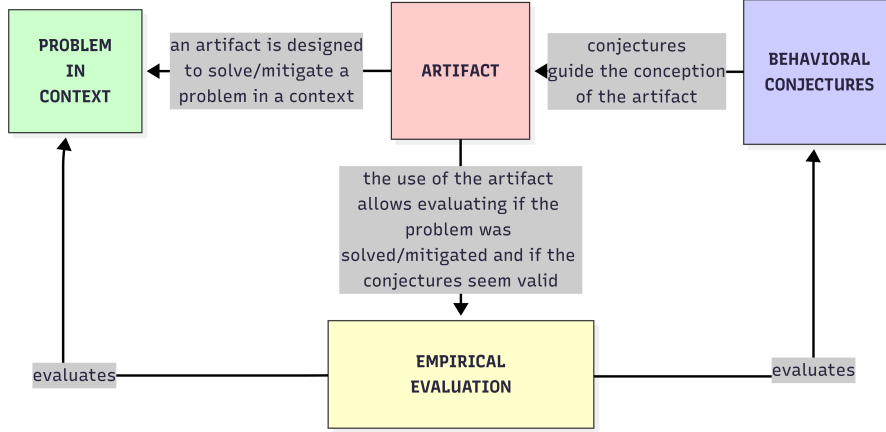 PROBLEM
IN
CONTEXT
an artifact is designed
to solve/mitigate a
problem in a context
ARTIFACT
conjectures
guide the conception
of the artifact
BEHAVIORAL
CONJECTURES
the use of the artifact
allows evaluating if the
problem was
solved/mitigated and if the
conjectures seem valid
evaluates
EMPIRICAL
EVALUATION
evaluates